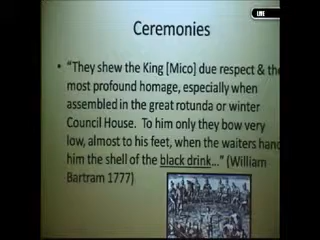 LIVE
Ceremonies
• "They shew the King [Mico] due respect & the
most profound homage, especially when
assembled in the great rotunda or winter
Council House. To him only they bow very
low, almost to his feet, when the waiters hand
him the shell of the black drink…" (William
Bartram 1777)